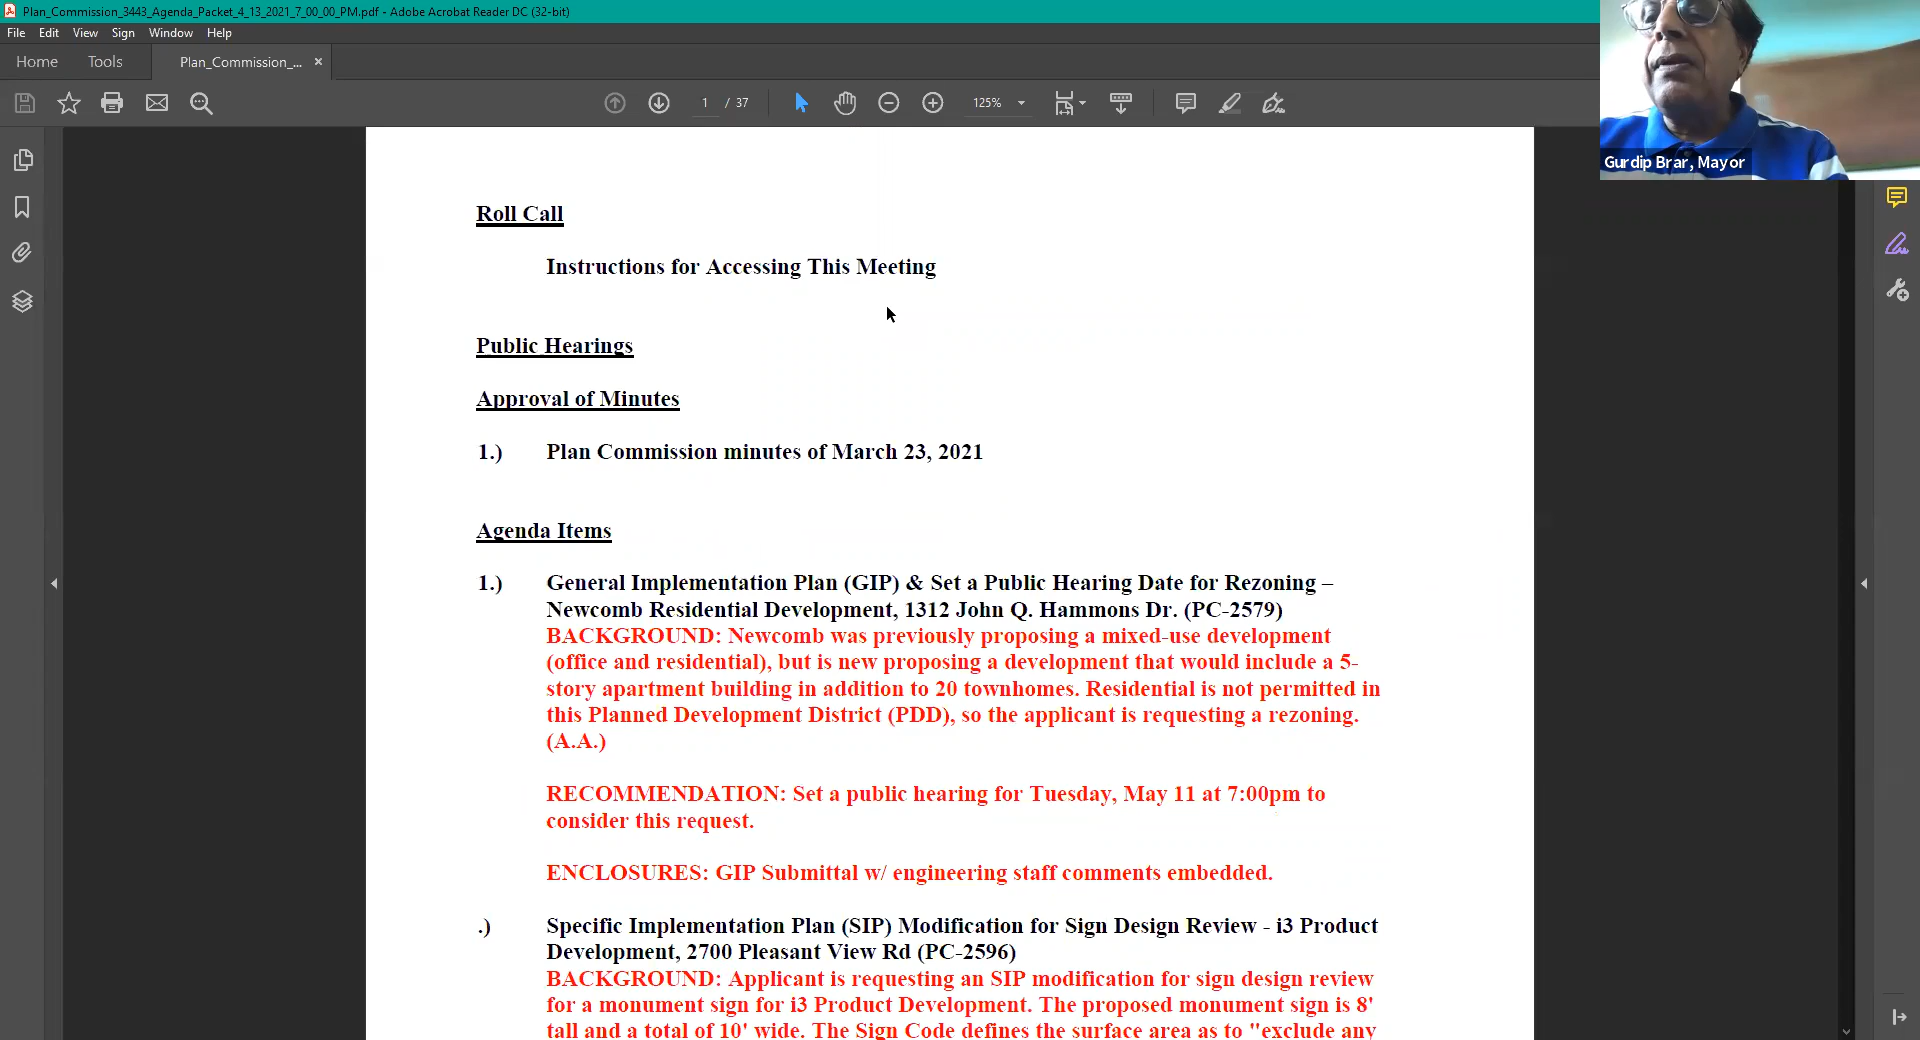 Plan_Commission_3443_Agenda_Packet_4_13_2021_7_00_00_PM.pdf - Adobe Acrobat Reader DC (32-bit)
File Edit View Sign Window Help
Home Tools Plan_Commission_... ×
1 / 37 125%
Gurdip Brar, Mayor
Roll Call
Instructions for Accessing This Meeting
Public Hearings
Approval of Minutes
1.) Plan Commission minutes of March 23, 2021
Agenda Items
1.) General Implementation Plan (GIP) & Set a Public Hearing Date for Rezoning –
Newcomb Residential Development, 1312 John Q. Hammons Dr. (PC-2579)
BACKGROUND: Newcomb was previously proposing a mixed-use development
(office and residential), but is new proposing a development that would include a 5-
story apartment building in addition to 20 townhomes. Residential is not permitted in
this Planned Development District (PDD), so the applicant is requesting a rezoning.
(A.A.)
RECOMMENDATION: Set a public hearing for Tuesday, May 11 at 7:00pm to
consider this request.
ENCLOSURES: GIP Submittal w/ engineering staff comments embedded.
.) Specific Implementation Plan (SIP) Modification for Sign Design Review - i3 Product
Development, 2700 Pleasant View Rd (PC-2596)
BACKGROUND: Applicant is requesting an SIP modification for sign design review
for a monument sign for i3 Product Development. The proposed monument sign is 8'
tall and a total of 10' wide. The Sign Code defines the surface area as to "exclude any